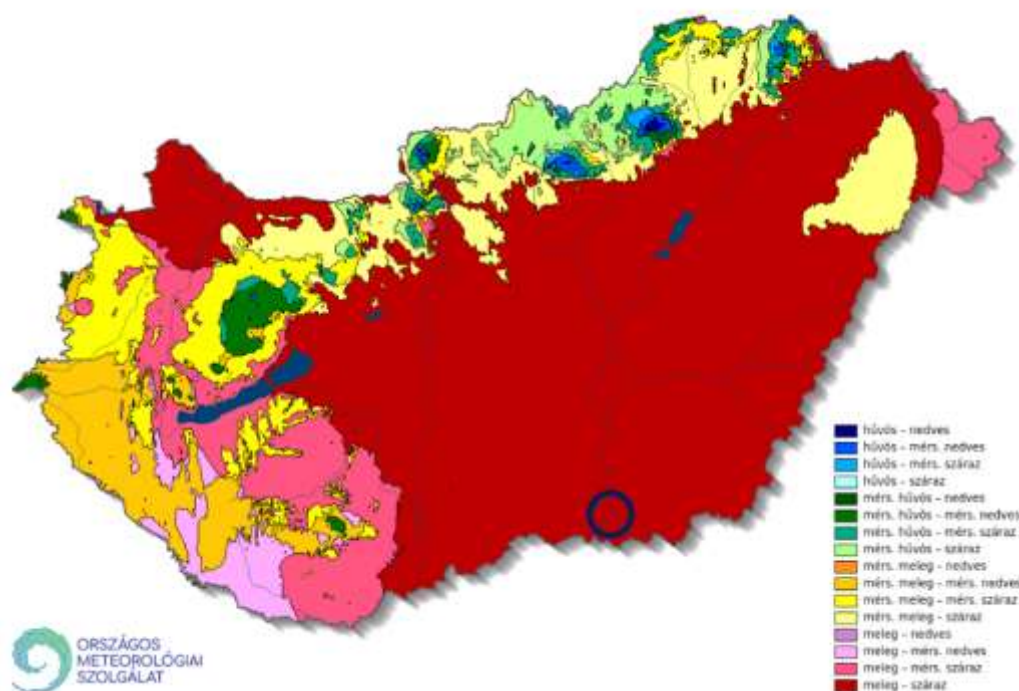 hűvös – nedves
hűvös – mérs. nedves
hűvös – mérs. száraz
hűvös – száraz
mérs. hűvös – nedves
mérs. hűvös – mérs. nedves
mérs. hűvös – mérs. száraz
mérs. hűvös – száraz
mérs. meleg – nedves
mérs. meleg – mérs. nedves
mérs. meleg – mérs. száraz
mérs. meleg – száraz
meleg – nedves
meleg – mérs. nedves
meleg – mérs. száraz
meleg – száraz
ORSZÁGOS
METEOROLÓGIAI
SZOLGÁLAT